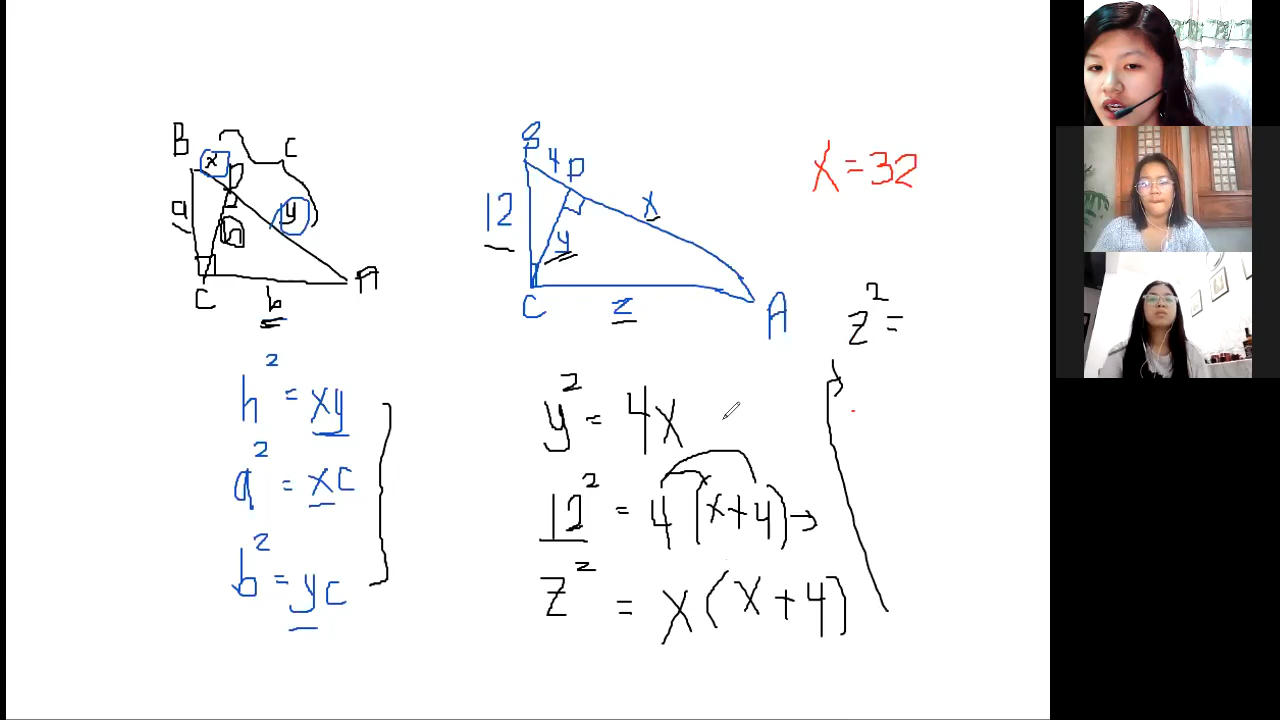 B
x
D
C
a
h
y
C
b
A
h² = xy
a² = xc
b² = yc
B
4
D
12
y
x
C
z
A
x = 32
z² =
y² = 4x
12² = 4(x+4) →
z² = x(x+4)